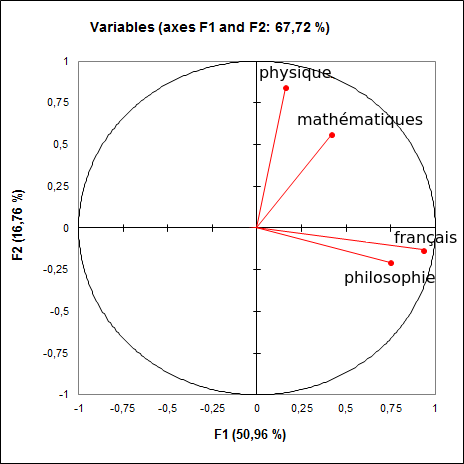 Variables (axes F1 and F2: 67,72 %)
physique
mathématiques
français
philosophie
1
0,75
0,5
0,25
0
-0,25
-0,5
-0,75
-1
F2 (16,76 %)
-1 -0,75 -0,5 -0,25 0 0,25 0,5 0,75 1
F1 (50,96 %)